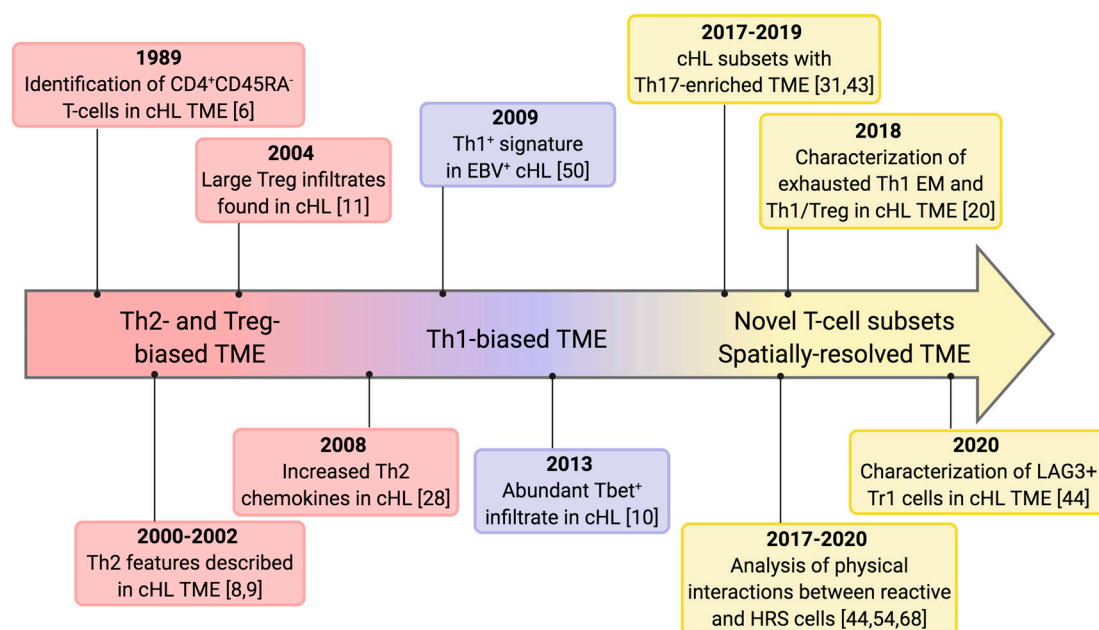 1989
Identification of CD4⁺CD45RA⁻
T-cells in cHL TME [6]
2004
Large Treg infiltrates
found in cHL [11]
2009
Th1⁺ signature
in EBV⁺ cHL [50]
2017-2019
cHL subsets with
Th17-enriched TME [31,43]
2018
Characterization of
exhausted Th1 EM and
Th1/Treg in cHL TME [20]
Th2- and Treg-
biased TME
Th1-biased TME
Novel T-cell subsets
Spatially-resolved TME
2000-2002
Th2 features described
in cHL TME [8,9]
2008
Increased Th2
chemokines in cHL [28]
2013
Abundant Tbet⁺
infiltrate in cHL [10]
2017-2020
Analysis of physical
interactions between reactive
and HRS cells [44,54,68]
2020
Characterization of LAG3+
Tr1 cells in cHL TME [44]